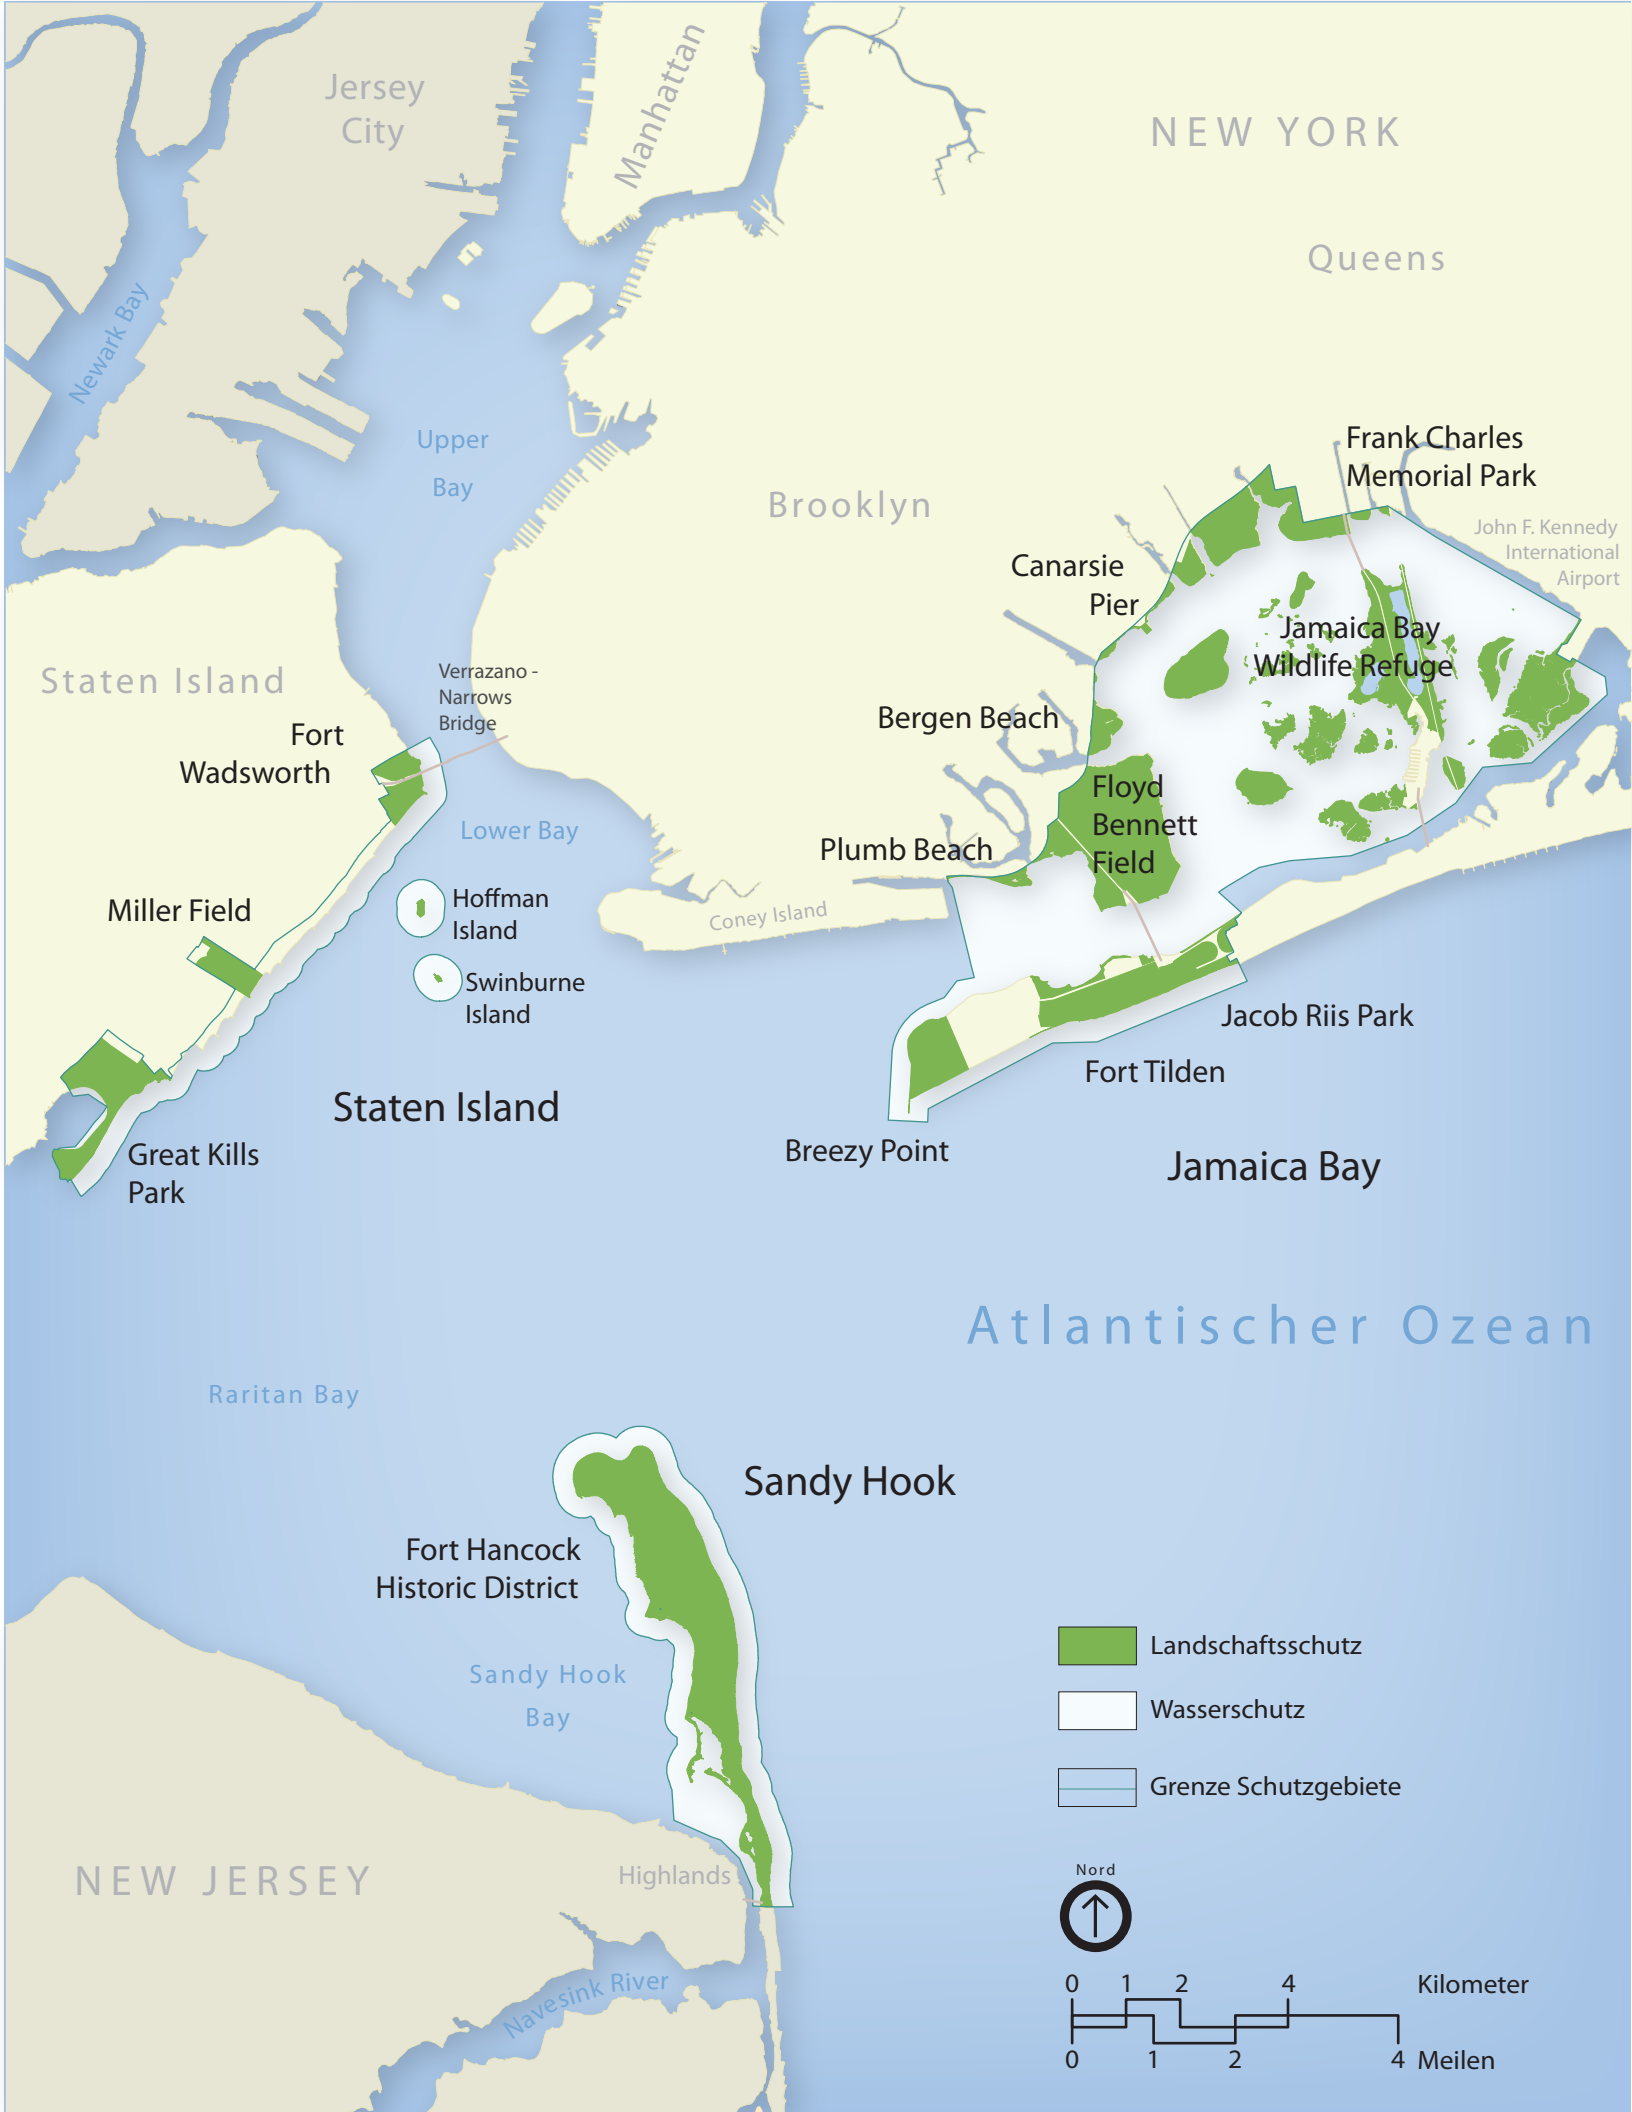 Jersey
City
Manhattan
NEW YORK
Queens
Newark Bay
Upper
Bay
Brooklyn
Frank Charles
Memorial Park
John F. Kennedy
International
Airport
Canarsie
Pier
Jamaica Bay
Wildlife Refuge
Staten Island
Verrazano -
Narrows
Bridge
Fort
Wadsworth
Bergen Beach
Floyd
Bennett
Field
Lower Bay
Plumb Beach
Miller Field
Hoffman
Island
Coney Island
Swinburne
Island
Jacob Riis Park
Fort Tilden
Staten Island
Breezy Point
Jamaica Bay
Great Kills
Park
Atlantischer Ozean
Raritan Bay
Sandy Hook
Fort Hancock
Historic District
Sandy Hook
Bay
Landschaftsschutz
Wasserschutz
Grenze Schutzgebiete
NEW JERSEY
Highlands
Nord
Navesink River
0 1 2 4 Kilometer
0 1 2 4 Meilen